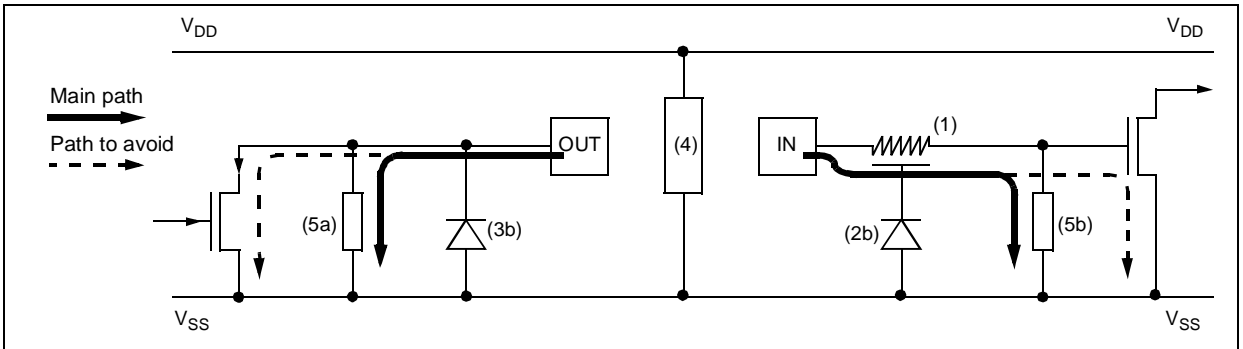 VDD
VDD
Main path
Path to avoid
OUT
(4)
IN
(1)
(5a)
(3b)
(2b)
(5b)
VSS
VSS